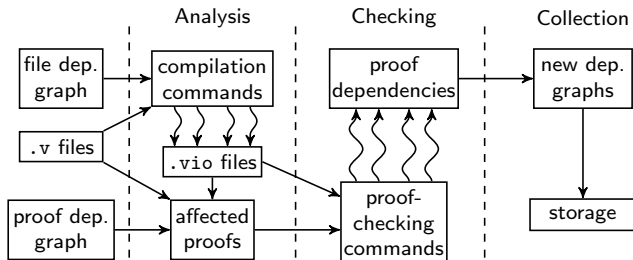 Analysis
Checking
Collection
file dep.
graph
compilation
commands
proof
dependencies
new dep.
graphs
.v files
.vio files
proof dep.
graph
affected
proofs
proof-
checking
commands
storage